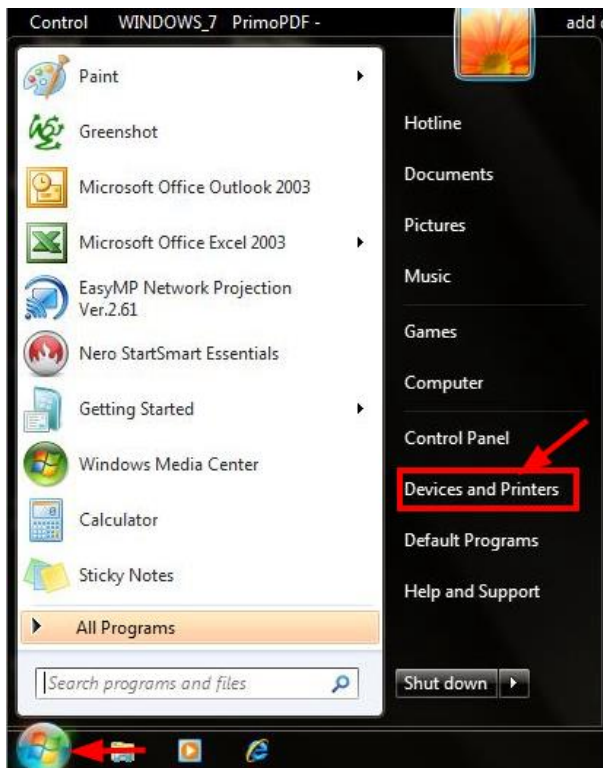 Control WINDOWS_7 PrimoPDF - add
Paint
Greenshot
Microsoft Office Outlook 2003
Microsoft Office Excel 2003
EasyMP Network Projection
Ver.2.61
Nero StartSmart Essentials
Getting Started
Windows Media Center
Calculator
Sticky Notes
All Programs
Search programs and files
Hotline
Documents
Pictures
Music
Games
Computer
Control Panel
Devices and Printers
Default Programs
Help and Support
Shut down